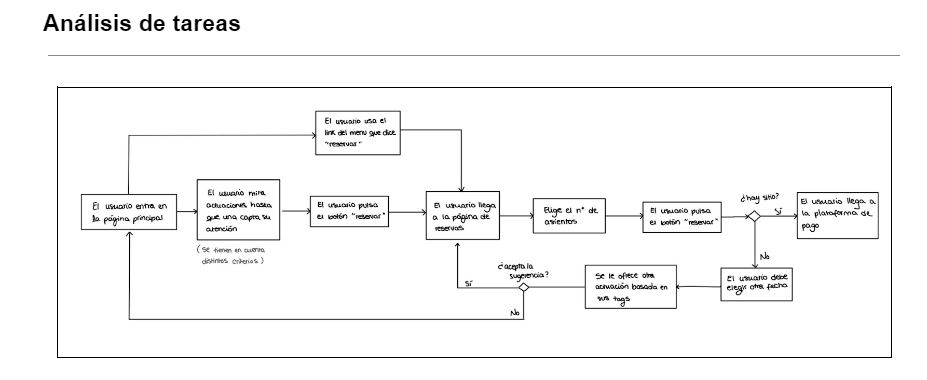 Análisis de tareas
El usuario usa el
link del menu que dice
"reservas"
El usuario entra en
la página principal
El usuario mira
actuaciones hasta
que una capta su
atención
(Se tienen en cuenta
distintos criterios)
El usuario pulsa
el botón "reservar"
El usuario llega
a la página de
reservas
Elige el nº de
asientos
El usuario pulsa
el botón "reservar"
¿hay sitio?
Sí
El usuario llega a
la plataforma de
pago
No
El usuario debe
elegir otra fecha
Se le ofrece otra
actuación basada en
sus tags
¿acepta la
sugerencia?
Sí
No